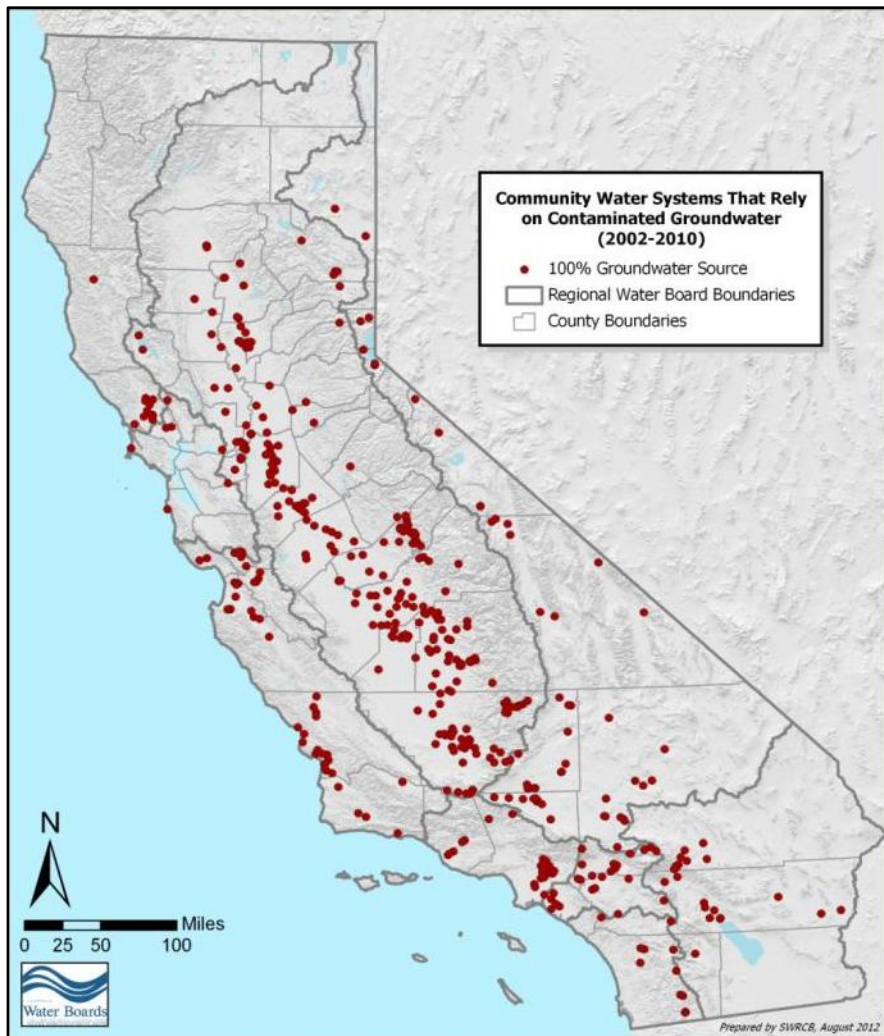 Community Water Systems That Rely
on Contaminated Groundwater
(2002-2010)
100% Groundwater Source
Regional Water Board Boundaries
County Boundaries
N
Miles
0 25 50 100
Water Boards
Prepared by SWRCB, August 2012